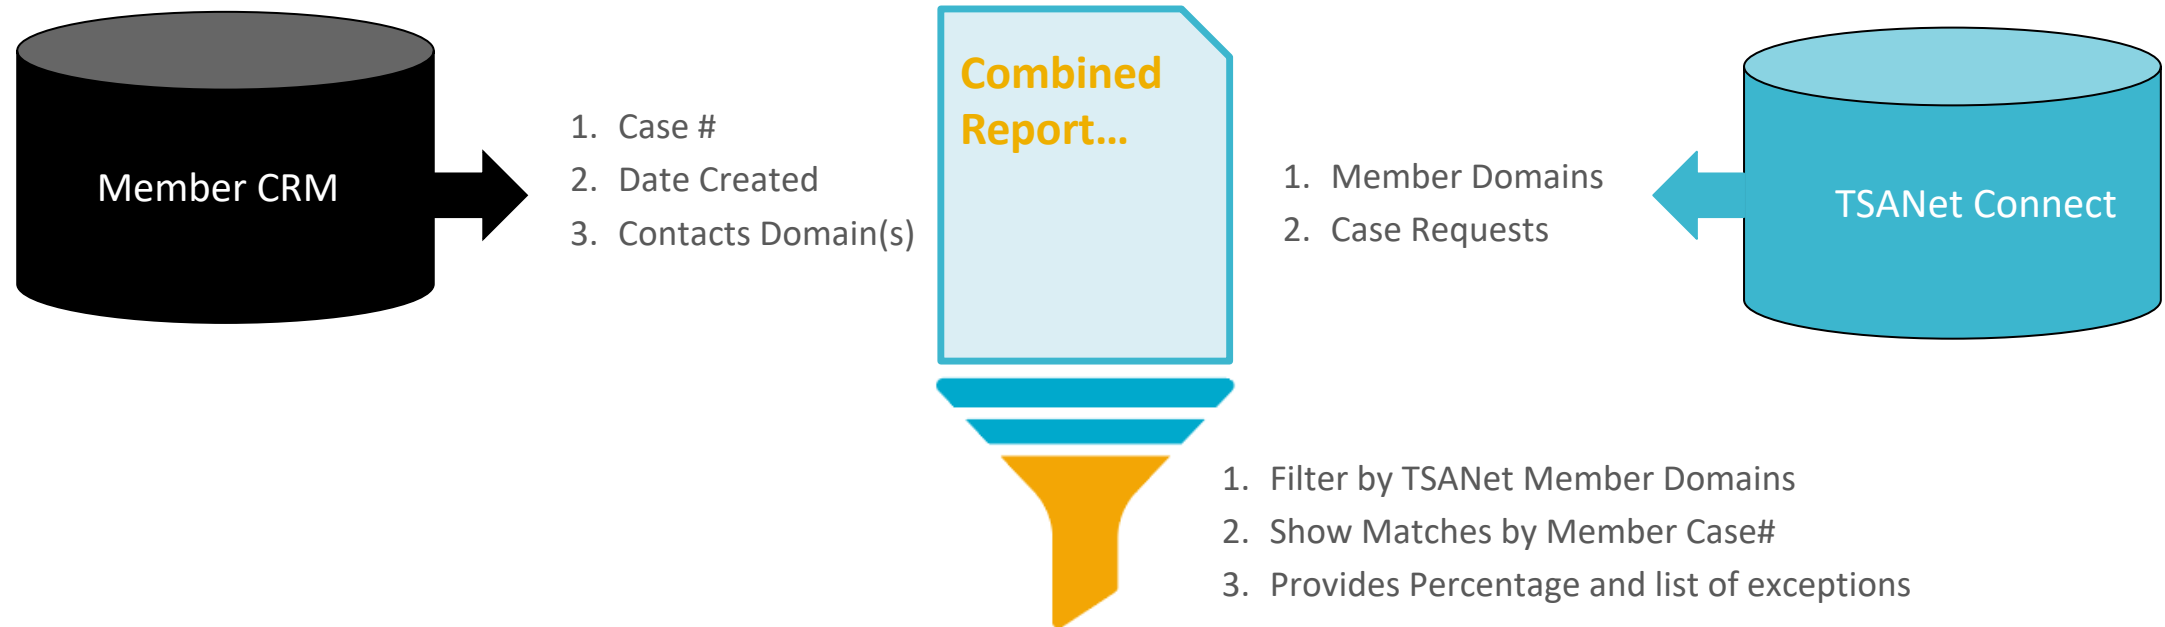 Member CRM
1. Case #
2. Date Created
3. Contacts Domain(s)
Combined
Report...
1. Member Domains
2. Case Requests
TSANet Connect
1. Filter by TSANet Member Domains
2. Show Matches by Member Case#
3. Provides Percentage and list of exceptions